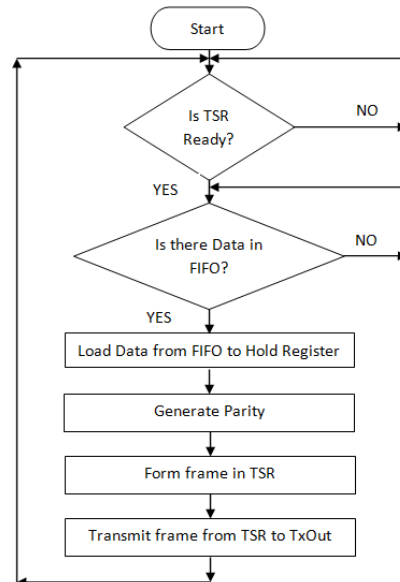 Start
Is TSR
Ready?
NO
YES
Is there Data in
FIFO?
NO
YES
Load Data from FIFO to Hold Register
Generate Parity
Form frame in TSR
Transmit frame from TSR to TxOut